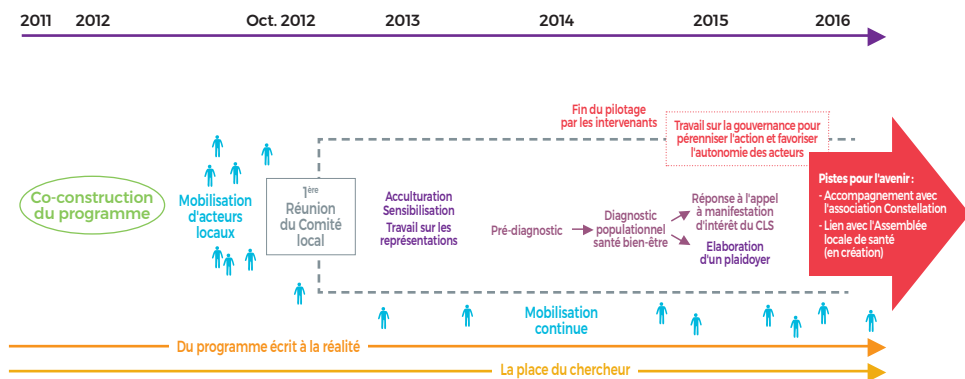 2011 2012 Oct. 2012 2013 2014 2015 2016
Fin du pilotage
par les intervenants
Travail sur la gouvernance pour
pérenniser l'action et favoriser
l'autonomie des acteurs
Co-construction
du programme
Mobilisation
d'acteurs
locaux
1ère
Réunion
du Comité
local
Acculturation
Sensibilisation
Travail sur les
représentations
Pré-diagnostic
Diagnostic
populationnel
santé bien-être
Réponse à l'appel
à manifestation
d'intérêt du CLS
Elaboration
d'un plaidoyer
Pistes pour l'avenir :
- Accompagnement avec
l'association Constellation
- Lien avec l'Assemblée
locale de santé
(en création)
Mobilisation
continue
Du programme écrit à la réalité
La place du chercheur